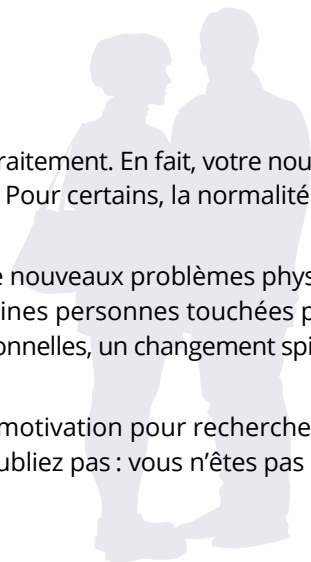 raitement. En fait, votre nou
Pour certains, la normalité
e nouveaux problèmes phys
ines personnes touchées p
onnelles, un changement spi
motivation pour recherche
ubliez pas : vous n’êtes pas